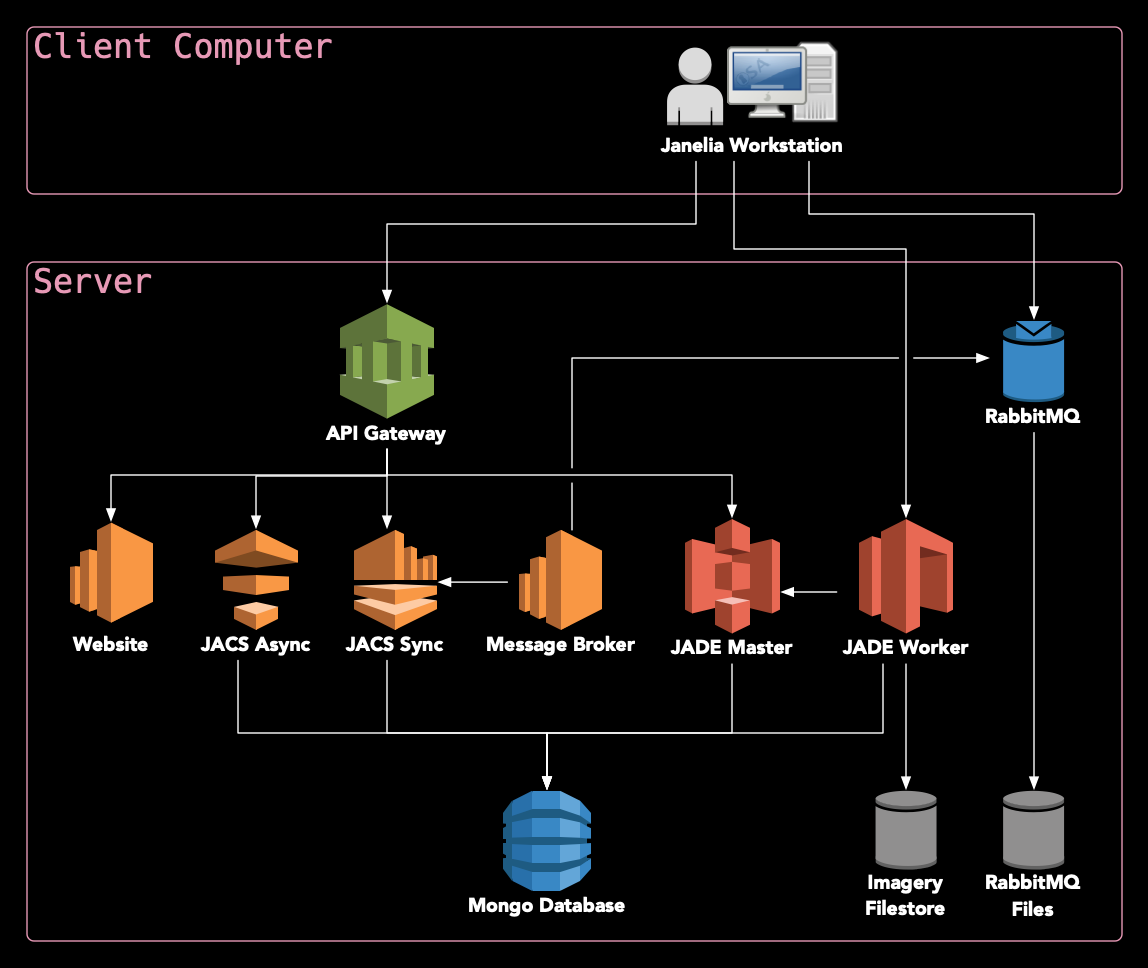 Client Computer
Janelia Workstation
Server
API Gateway
RabbitMQ
Website
JACS Async
JACS Sync
Message Broker
JADE Master
JADE Worker
Mongo Database
Imagery
Filestore
RabbitMQ
Files